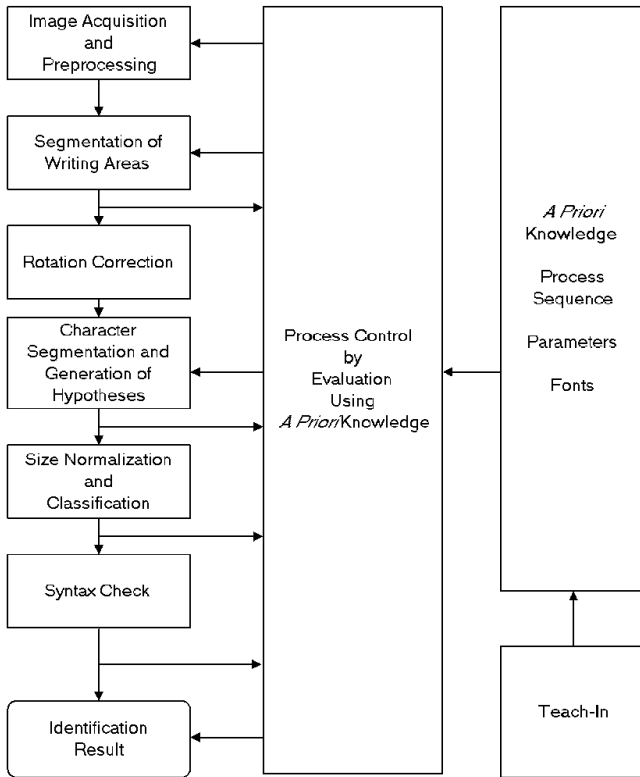 Image Acquisition
and
Preprocessing
Segmentation of
Writing Areas
Rotation Correction
Character
Segmentation and
Generation of
Hypotheses
Size Normalization
and
Classification
Syntax Check
Identification
Result
Process Control
by
Evaluation
Using
A Priori Knowledge
A Priori
Knowledge
Process
Sequence
Parameters
Fonts
Teach-In